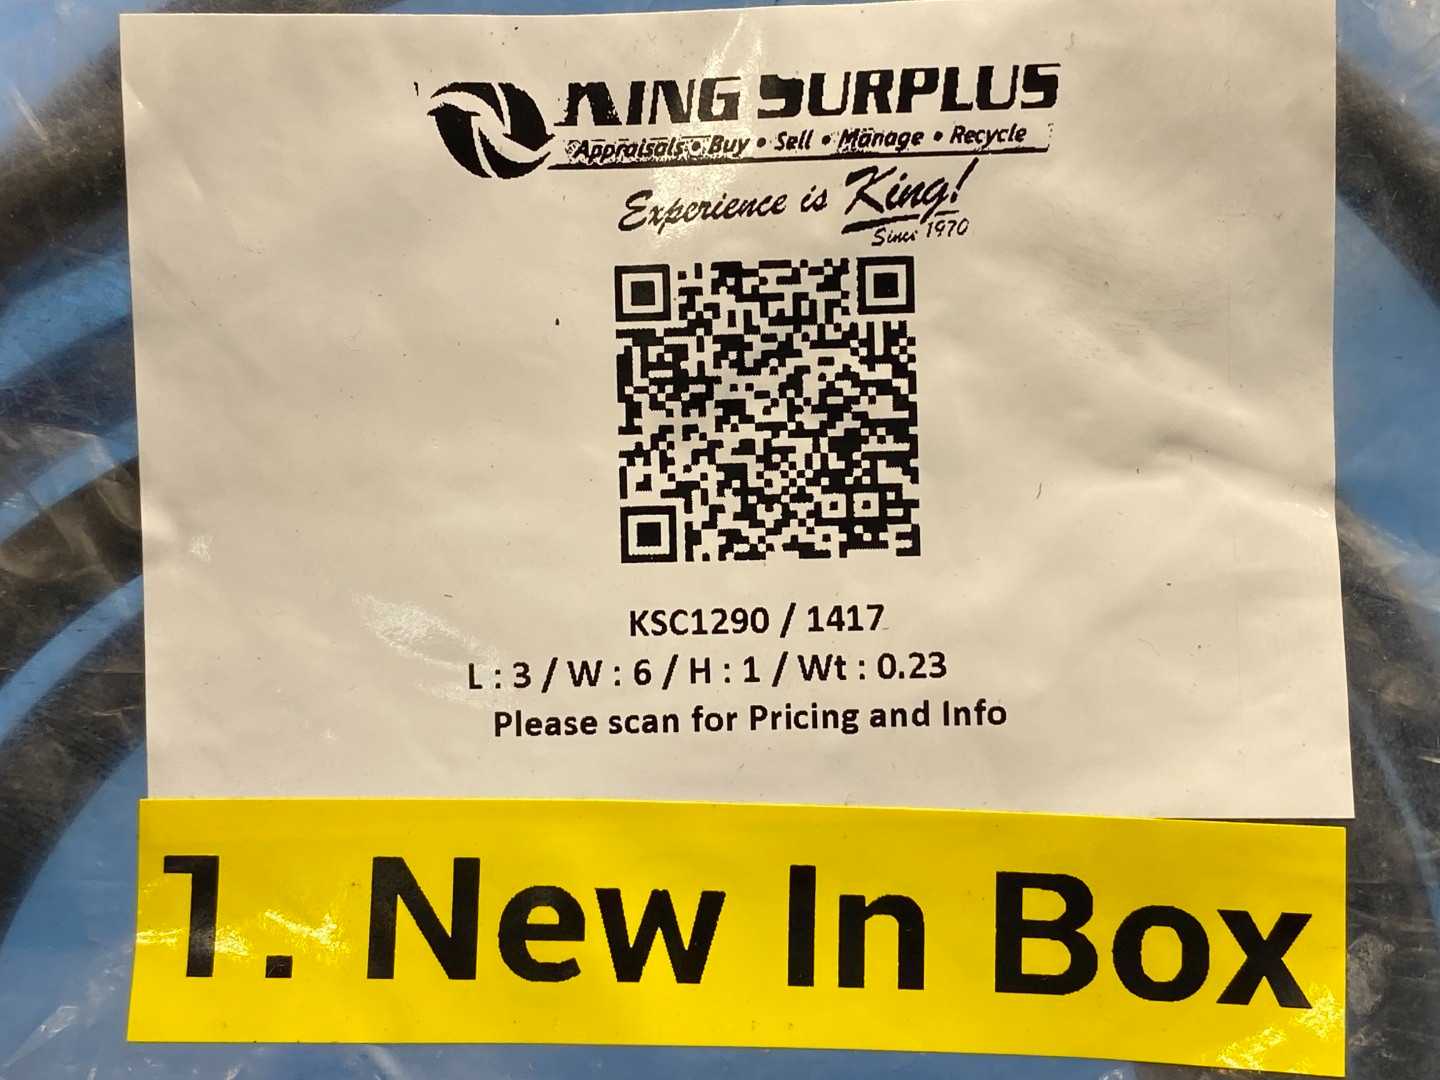 KING SURPLUS
Appraisals • Buy • Sell • Manage • Recycle
Experience is King!
Since 1970
KSC1290 / 1417
L : 3 / W : 6 / H : 1 / Wt : 0.23
Please scan for Pricing and Info
1. New In Box